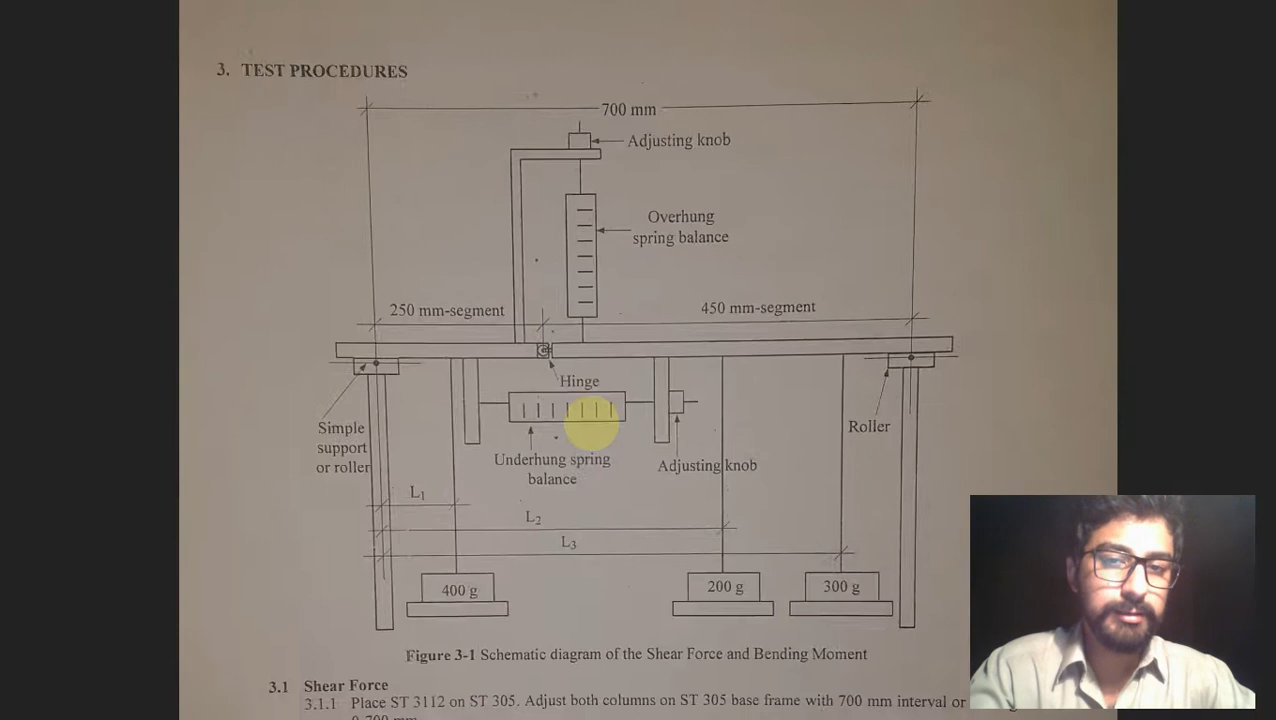 3. TEST PROCEDURES
700 mm
Adjusting knob
Overhung
spring balance
250 mm-segment
450 mm-segment
Hinge
Simple
support
or roller
Roller
Underhung spring
balance
Adjusting knob
L1
L2
L3
400 g
200 g
300 g
Figure 3-1 Schematic diagram of the Shear Force and Bending Moment
3.1 Shear Force
3.1.1 Place ST 3112 on ST 305. Adjust both columns on ST 305 base frame with 700 mm interval or
0-700 mm